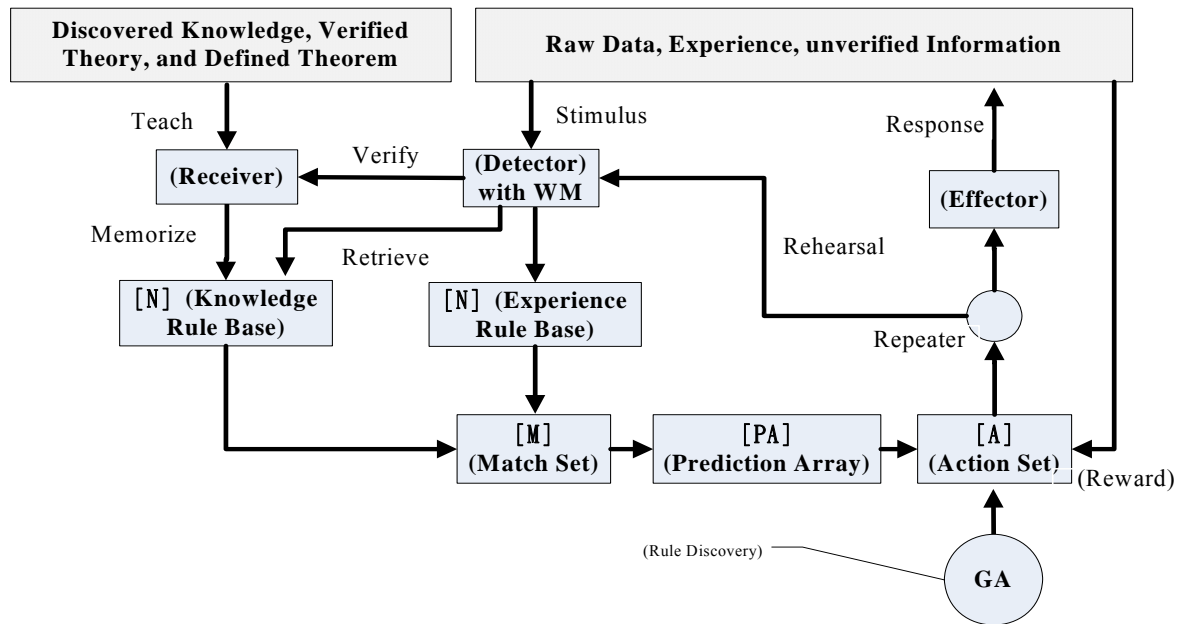 Discovered Knowledge, Verified
Theory, and Defined Theorem
Raw Data, Experience, unverified Information
Teach
Stimulus
Response
Verify
(Receiver)
(Detector)
with WM
(Effector)
Memorize
Retrieve
Rehearsal
[N] (Knowledge
Rule Base)
[N] (Experience
Rule Base)
Repeater
[M]
(Match Set)
[PA]
(Prediction Array)
[A]
(Action Set)
(Reward)
(Rule Discovery)
GA